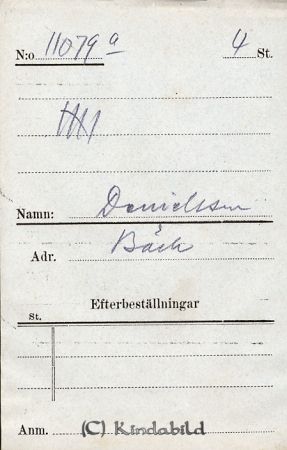 N:o 11079 a 4 St.
Namn: Danielsson
Adr. Bäck
Efterbeställningar
St.
Anm.
(C) Kindabild